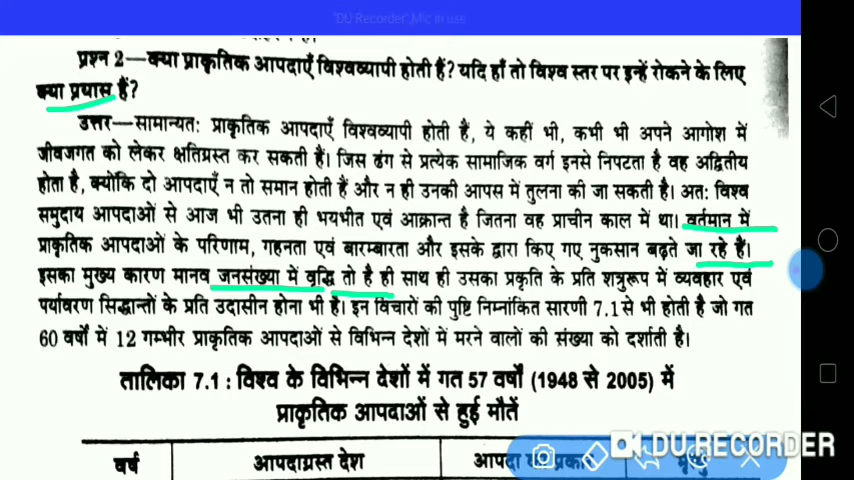 "DU Recorder",Mic in use
प्रश्न 2—क्या प्राकृतिक आपदाएँ विश्वव्यापी होती हैं? यदि हाँ तो विश्व स्तर पर इन्हें रोकने के लिए
क्या प्रयास हैं?
उत्तर—सामान्यतः प्राकृतिक आपदाएँ विश्वव्यापी होती हैं, ये कहीं भी, कभी भी अपने आगोश में
जीवजगत को लेकर क्षतिग्रस्त कर सकती हैं। जिस ढंग से प्रत्येक सामाजिक वर्ग इनसे निपटता है वह अद्वितीय
होता है, क्योंकि दो आपदाएँ न तो समान होती हैं और न ही उनकी आपस में तुलना की जा सकती है। अतः विश्व
समुदाय आपदाओं से आज भी उतना ही भयभीत एवं आक्रान्त है जितना वह प्राचीन काल में था। वर्तमान में
प्राकृतिक आपदाओं के परिणाम, गहनता एवं बारम्बारता और इसके द्वारा किए गए नुकसान बढ़ते जा रहे हैं।
इसका मुख्य कारण मानव जनसंख्या में वृद्धि तो है ही साथ ही उसका प्रकृति के प्रति शत्रुरूप में व्यवहार एवं
पर्यावरण सिद्धान्तों के प्रति उदासीन होना भी है। इन विचारों की पुष्टि निम्नांकित सारणी 7.1 से भी होती है जो गत
60 वर्षों में 12 गम्भीर प्राकृतिक आपदाओं से विभिन्न देशों में मरने वालों की संख्या को दर्शाती है।
तालिका 7.1 : विश्व के विभिन्न देशों में गत 57 वर्षों (1948 से 2005) में
प्राकृतिक आपदाओं से हुई मौतें
वर्ष आपदाग्रस्त देश आपदा प्रकार
DU RECORDER